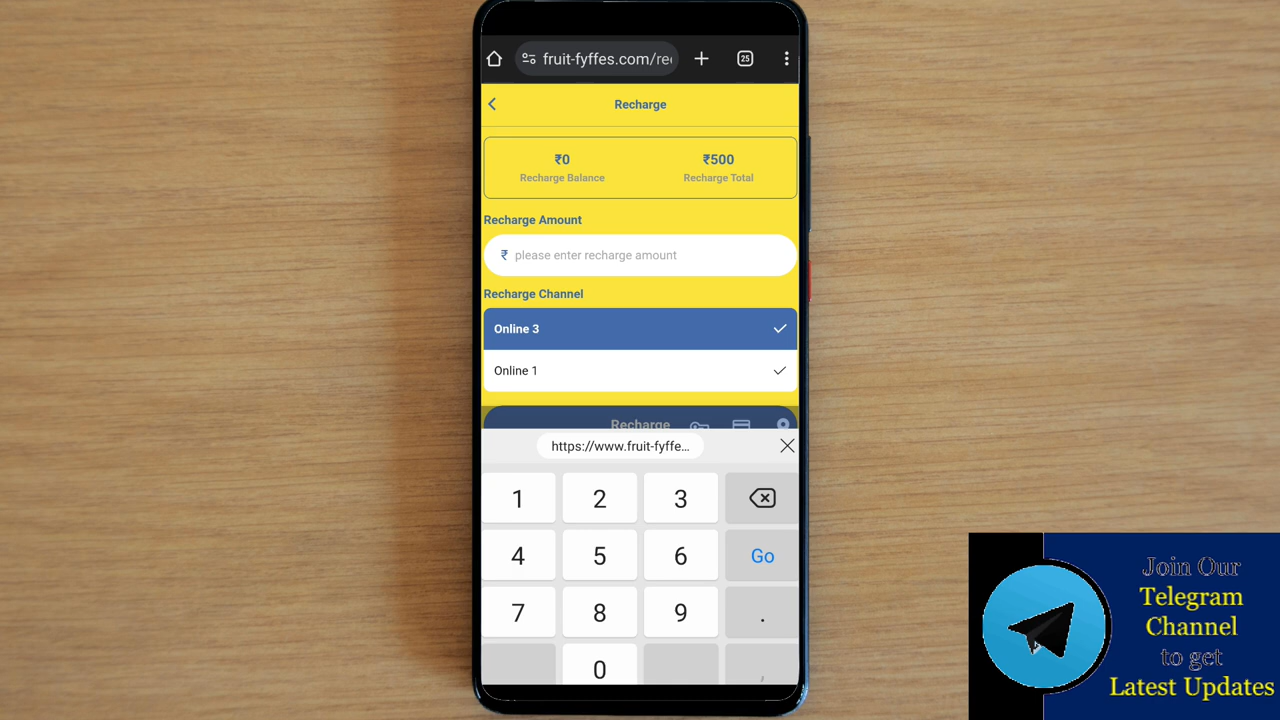 25
fruit-fyffes.com/re
Recharge
₹0
₹500
Recharge Balance
Recharge Total
Recharge Amount
₹ please enter recharge amount
Recharge Channel
Online 3
Online 1
Recharge
https://www.fruit-fyffe...
1 2 3
4 5 6 Go
7 8 9 .
0 ,
Join Our
Telegram
Channel
to get
Latest Updates